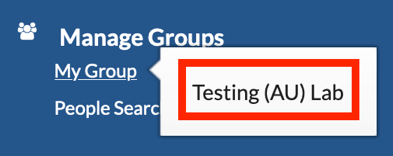 Manage Groups
My Group
Testing (AU) Lab
People Searc